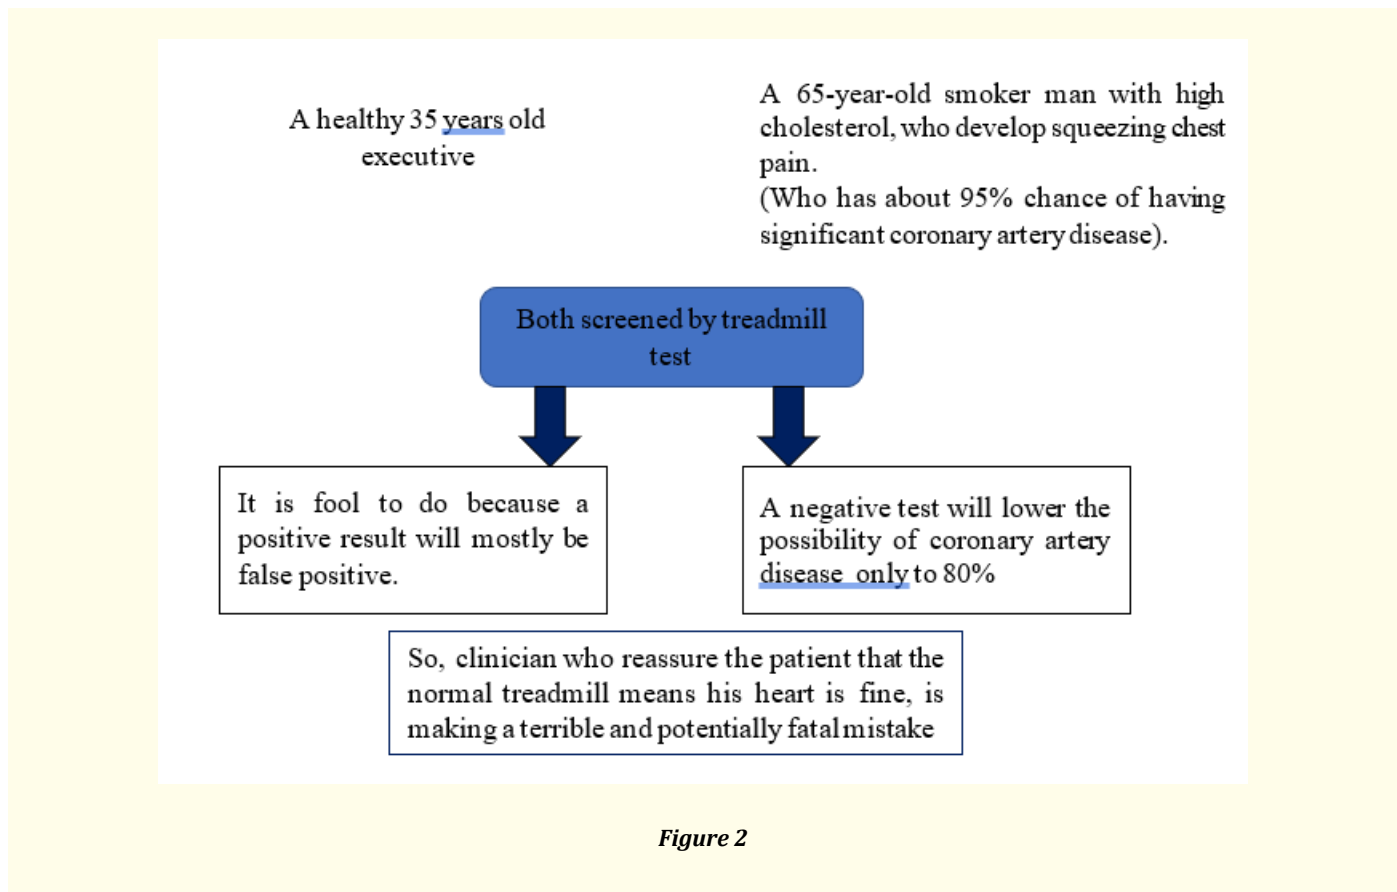 A healthy 35 years old
executive
A 65-year-old smoker man with high
cholesterol, who develop squeezing chest
pain.
(Who has about 95% chance of having
significant coronary artery disease).
Both screened by treadmill
test
It is fool to do because a
positive result will mostly be
false positive.
A negative test will lower the
possibility of coronary artery
disease only to 80%
So, clinician who reassure the patient that the
normal treadmill means his heart is fine, is
making a terrible and potentially fatal mistake
Figure 2